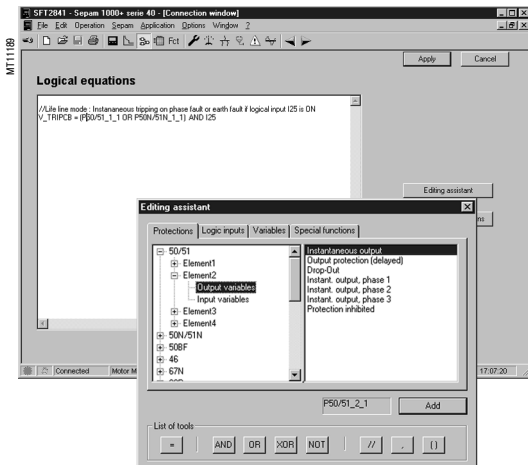 MT11189
SFT2841 - Sepam 1000+ serie 40 - [Connection window]
File Edit Operation Sepam Application Options Window ?
Fct
Apply Cancel
Logical equations
//Life line mode : Instananeous tripping on phase fault or earth fault if logical input I25 is ON
V_TRIPCB = (P50/51_1_1 OR P50N/51N_1_1) AND I25
Editing assistant
ns
Editing assistant
Protections Logic inputs Variables Special functions
50/51
Element1
Element2
Output variables
Input variables
Element3
Element4
50N/51N
50BF
46
67N
Instantaneous output
Output protection (delayed)
Drop-Out
Instant. output, phase 1
Instant. output, phase 2
Instant. output, phase 3
Protection inhibited
Connected Motor M
17:07:20
P50/51_2_1 Add
List of tools
= AND OR XOR NOT // , ()